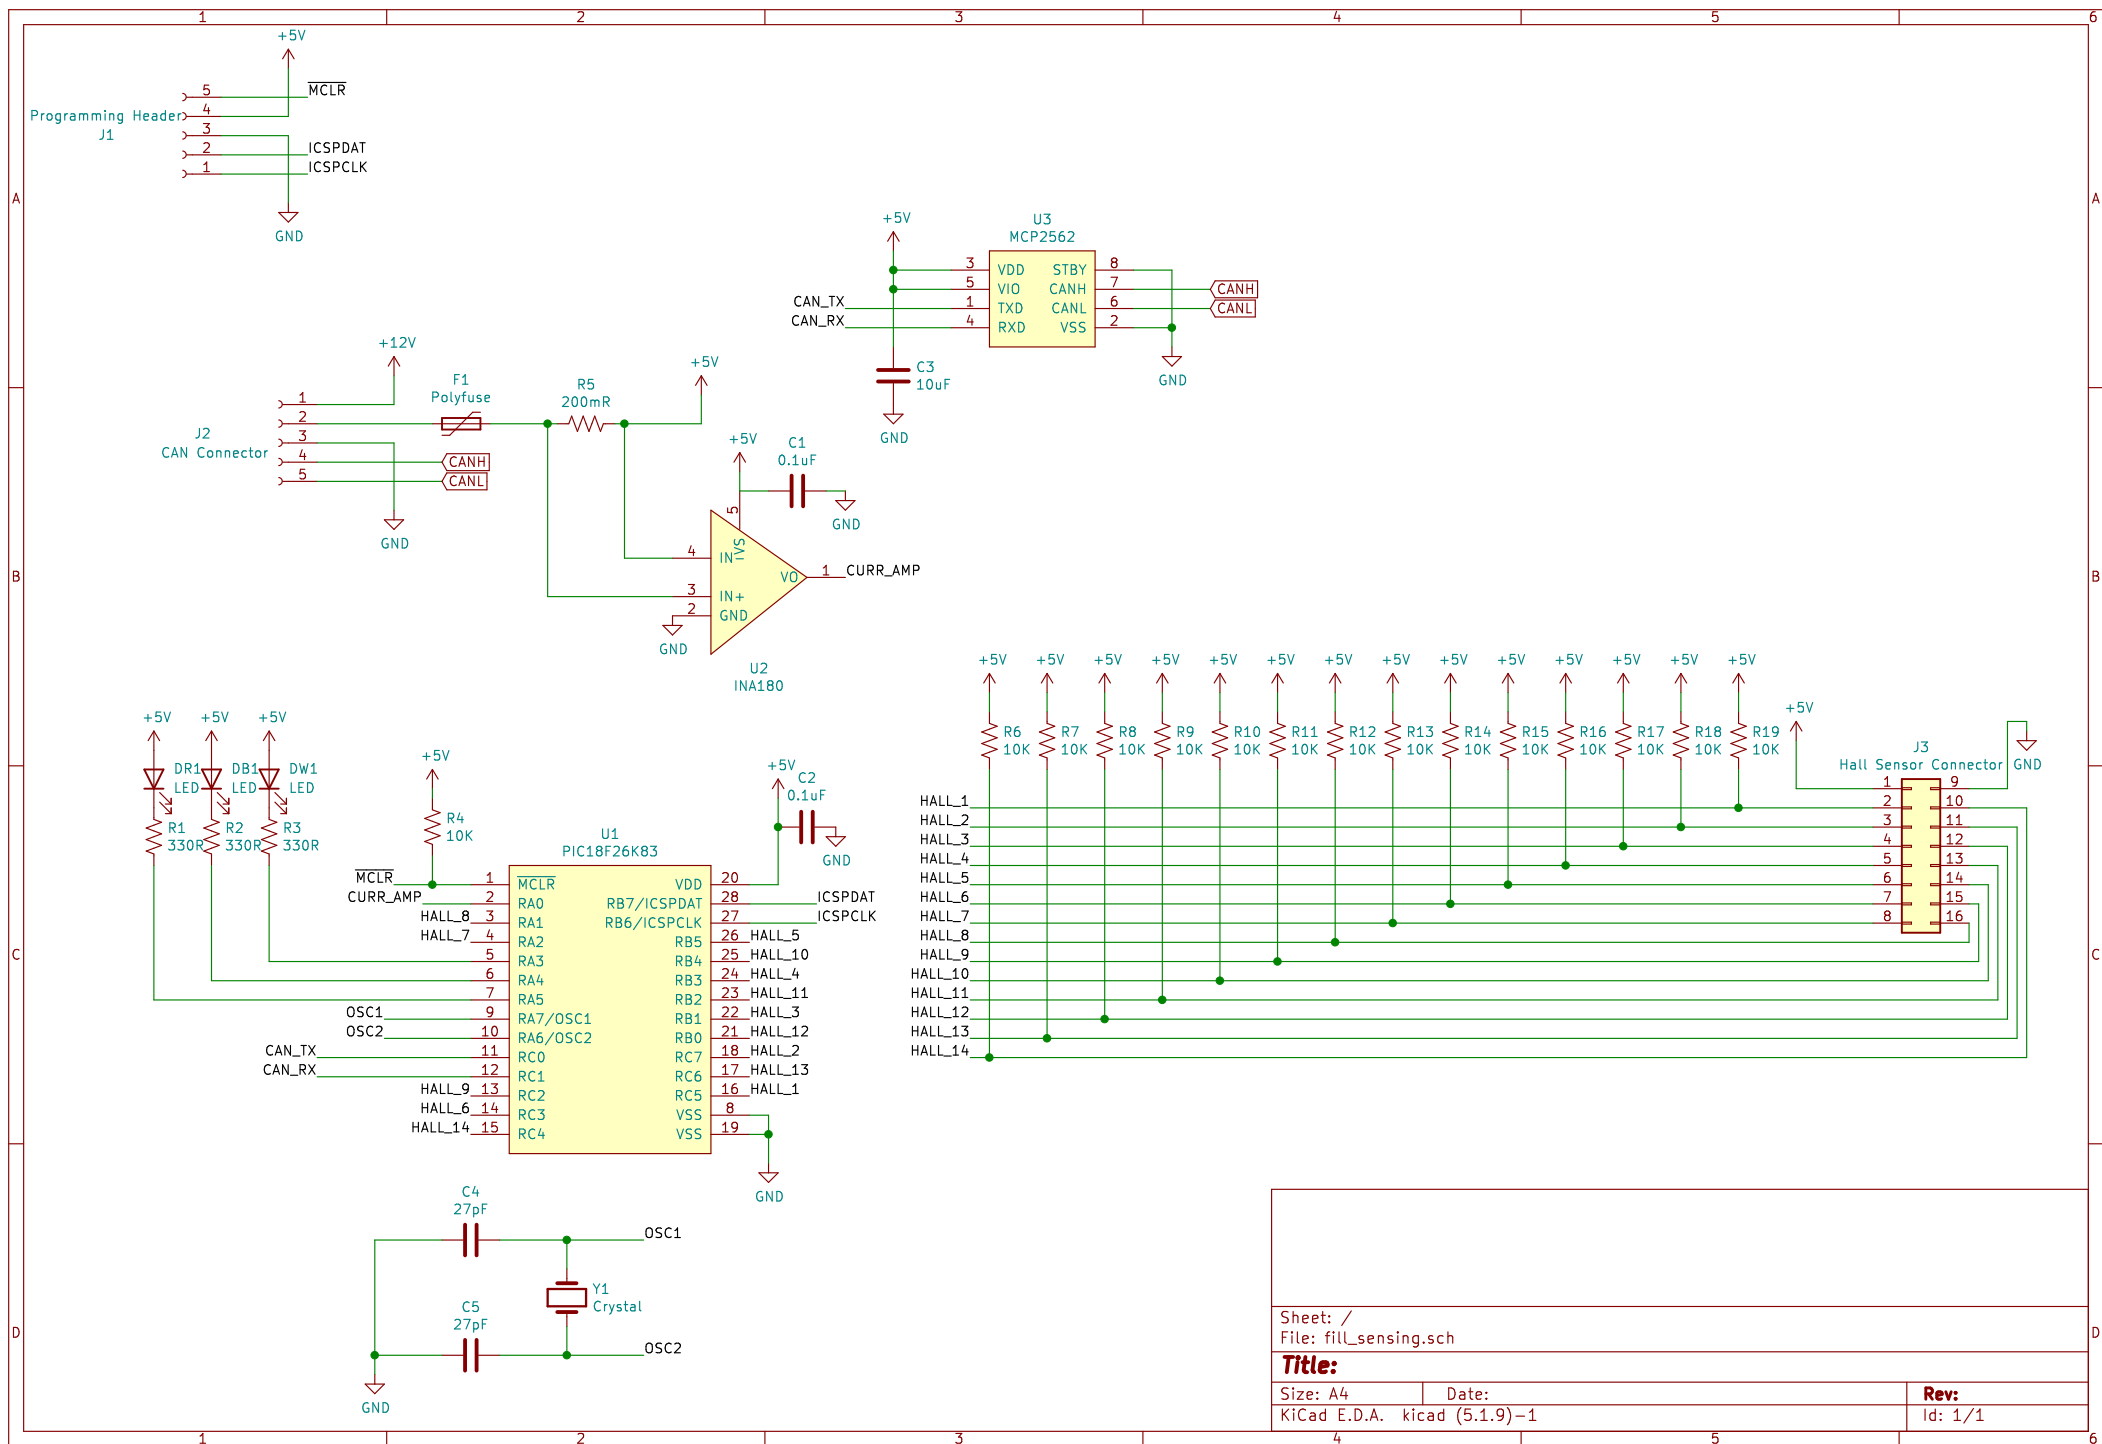 1 2 3 4 5 6
+5V
5 MCLR
4
Programming Header
J1
3
2 ICSPDAT
1 ICSPCLK
GND
A A
+5V
U3
MCP2562
3 VDD STBY 8
5 VIO CANH 7 CANH
CAN_TX 1 TXD CANL 6 CANL
CAN_RX 4 RXD VSS 2
GND
C3
10uF
GND
+12V
F1
Polyfuse
R5
200mR
+5V
J2
CAN Connector
1
2
3
4 CANH
5 CANL
GND
+5V
C1
0.1uF
GND
5
VS
4 IN-
3 IN+
2 GND
VO 1 CURR_AMP
GND
U2
INA180
B B
+5V +5V +5V +5V +5V +5V +5V +5V +5V +5V +5V +5V +5V +5V
R6 R7 R8 R9 R10 R11 R12 R13 R14 R15 R16 R17 R18 R19
10K 10K 10K 10K 10K 10K 10K 10K 10K 10K 10K 10K 10K 10K
+5V
J3
Hall Sensor Connector
GND
1 9
2 10
3 11
4 12
5 13
6 14
7 15
8 16
HALL_1
HALL_2
HALL_3
HALL_4
HALL_5
HALL_6
HALL_7
HALL_8
HALL_9
HALL_10
HALL_11
HALL_12
HALL_13
HALL_14
+5V +5V +5V
DR1 DB1 DW1
LED LED LED
R1 R2 R3
330R 330R 330R
+5V
R4
10K
+5V
C2
0.1uF
GND
U1
PIC18F26K83
MCLR 1 MCLR VDD 20
CURR_AMP 2 RA0 RB7/ICSPDAT 28 ICSPDAT
HALL_8 3 RA1 RB6/ICSPCLK 27 ICSPCLK
HALL_7 4 RA2 RB5 26 HALL_5
5 RA3 RB4 25 HALL_10
6 RA4 RB3 24 HALL_4
7 RA5 RB2 23 HALL_11
OSC1 9 RA7/OSC1 RB1 22 HALL_3
OSC2 10 RA6/OSC2 RB0 21 HALL_12
CAN_TX 11 RC0 RC7 18 HALL_2
CAN_RX 12 RC1 RC6 17 HALL_13
HALL_9 13 RC2 RC5 16 HALL_1
HALL_6 14 RC3 VSS 8
HALL_14 15 RC4 VSS 19
GND
C C
C4
27pF
OSC1
Y1
Crystal
C5
27pF
OSC2
GND
D D
Sheet: /
File: fill_sensing.sch
Title:
Size: A4 Date: Rev:
KiCad E.D.A. kicad (5.1.9)-1 Id: 1/1
1 2 3 4 5 6